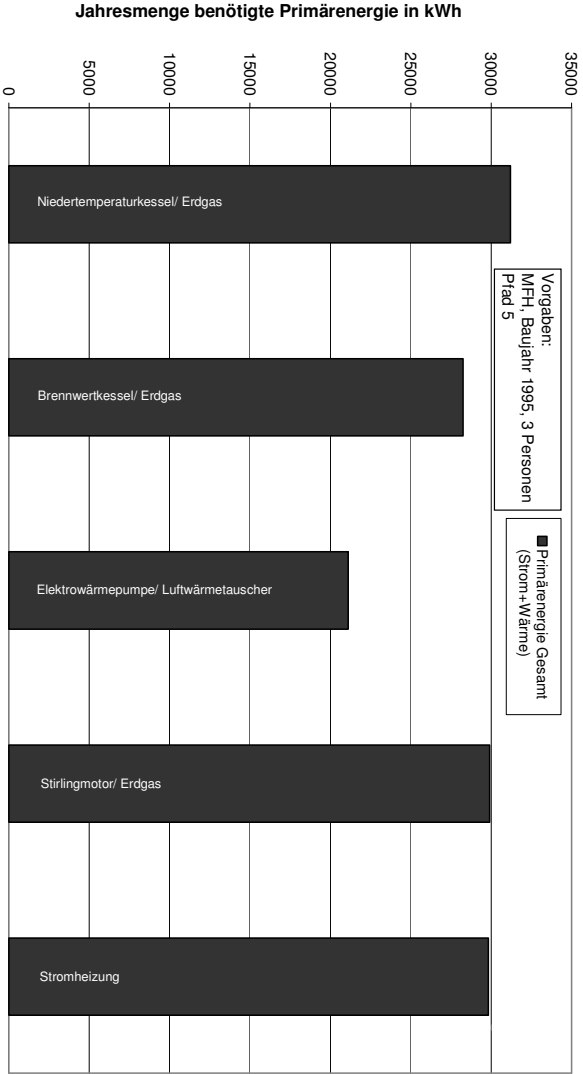 Jahresmenge benötigte Primärenergie in kWh
0
5000
10000
15000
20000
25000
30000
35000
Vorgaben:
MFH, Baujahr 1995, 3 Personen
Pfad 5
Primärenergie Gesamt
(Strom+Wärme)
Niedertemperaturkessel/ Erdgas
Brennwertkessel/ Erdgas
Elektrowärmepumpe/ Luftwärmetauscher
Stirlingmotor/ Erdgas
Stromheizung